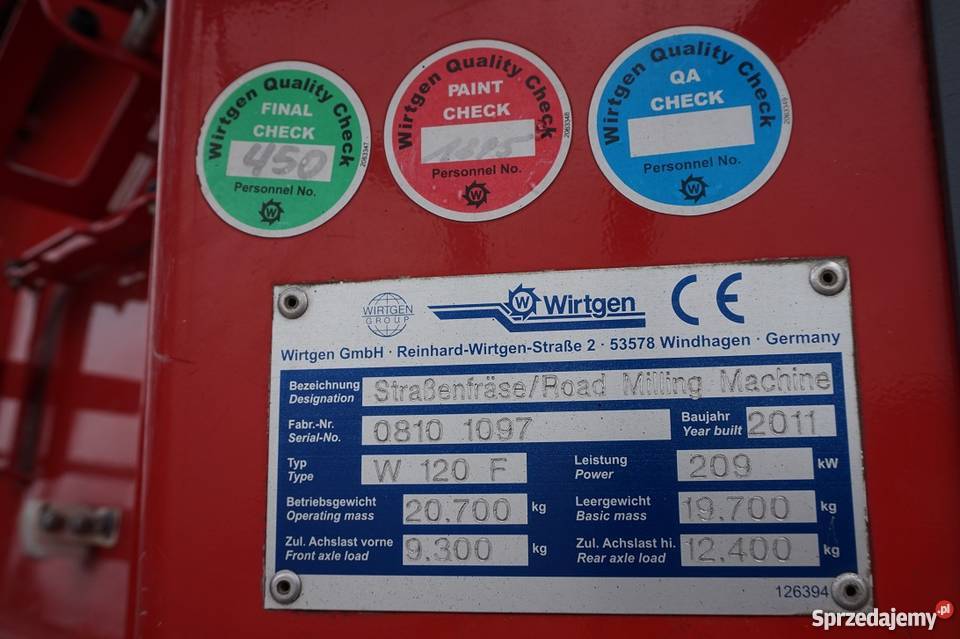 Wirtgen Quality Check
FINAL
CHECK
450
Personnel No.
W
2063347
Wirtgen Quality Check
PAINT
CHECK
Personnel No.
W
2063348
Wirtgen Quality Check
QA
CHECK
Personnel No.
W
2063349
WIRTGEN
GROUP
W Wirtgen
CE
Wirtgen GmbH · Reinhard-Wirtgen-Straße 2 · 53578 Windhagen · Germany
Bezeichnung Straßenfräse/Road Milling Machine
Designation
Fabr.-Nr. 0810 1097 Baujahr 2011
Serial-No. Year built
Typ W 120 F Leistung 209 kW
Type Power
Betriebsgewicht 20.700 kg Leergewicht 19.700 kg
Operating mass Basic mass
Zul. Achslast vorne 9.300 kg Zul. Achslast hi. 12.400 kg
Front axle load Rear axle load
126394
Sprzedajemy.pl